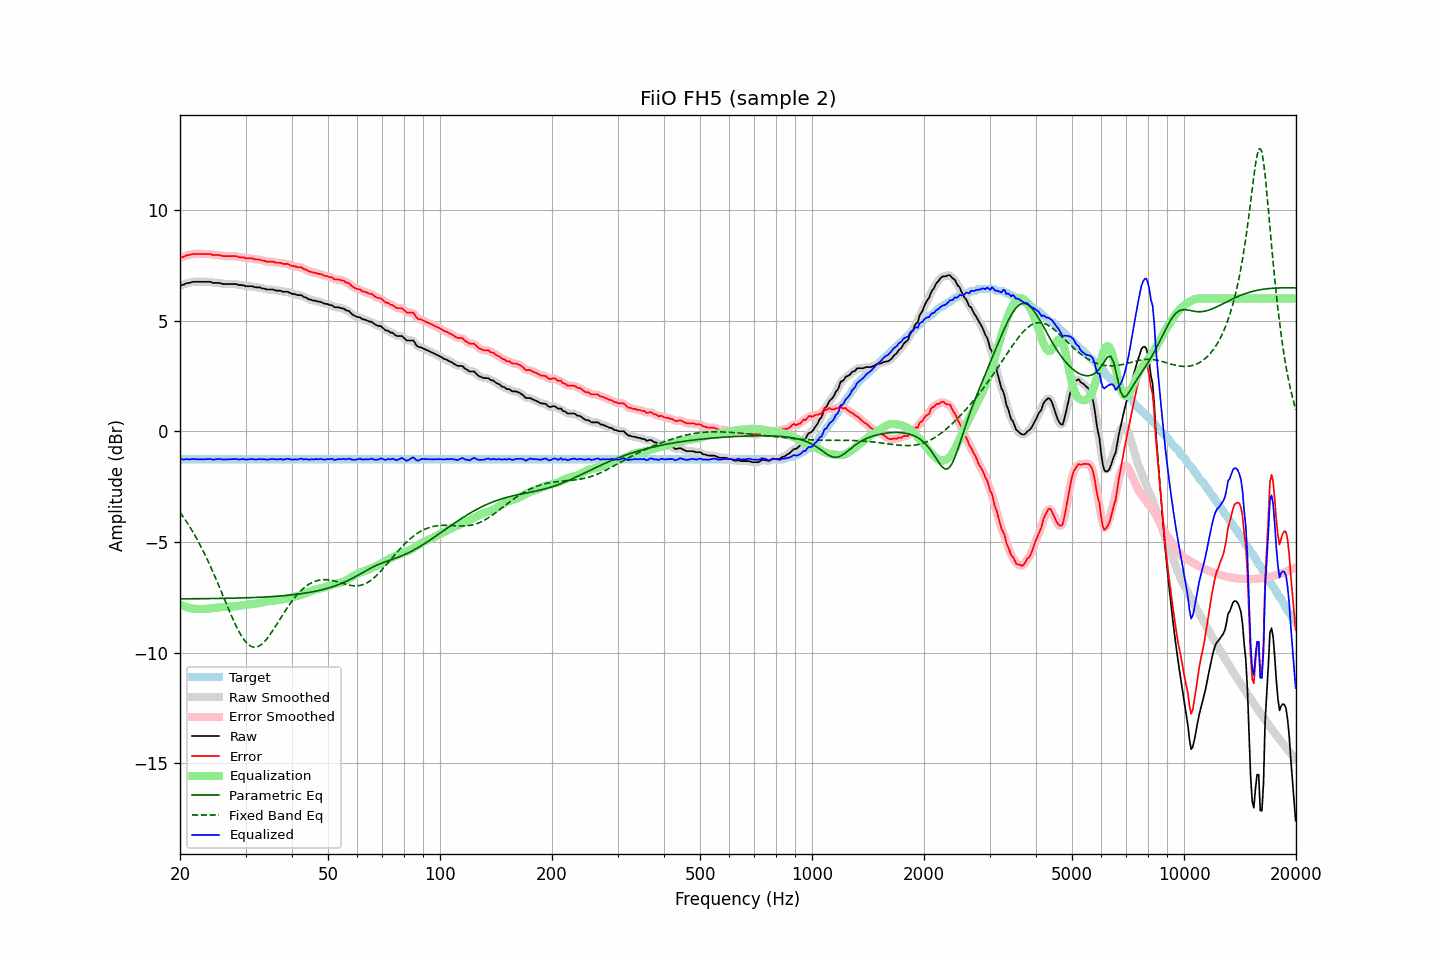 FiiO FH5 (sample 2)
Amplitude (dBr)
10
5
0
−5
−10
−15
Target
Raw Smoothed
Error Smoothed
Raw
Error
Equalization
Parametric Eq
Fixed Band Eq
Equalized
20 50 100 200 500 1000 2000 5000 10000 20000
Frequency (Hz)